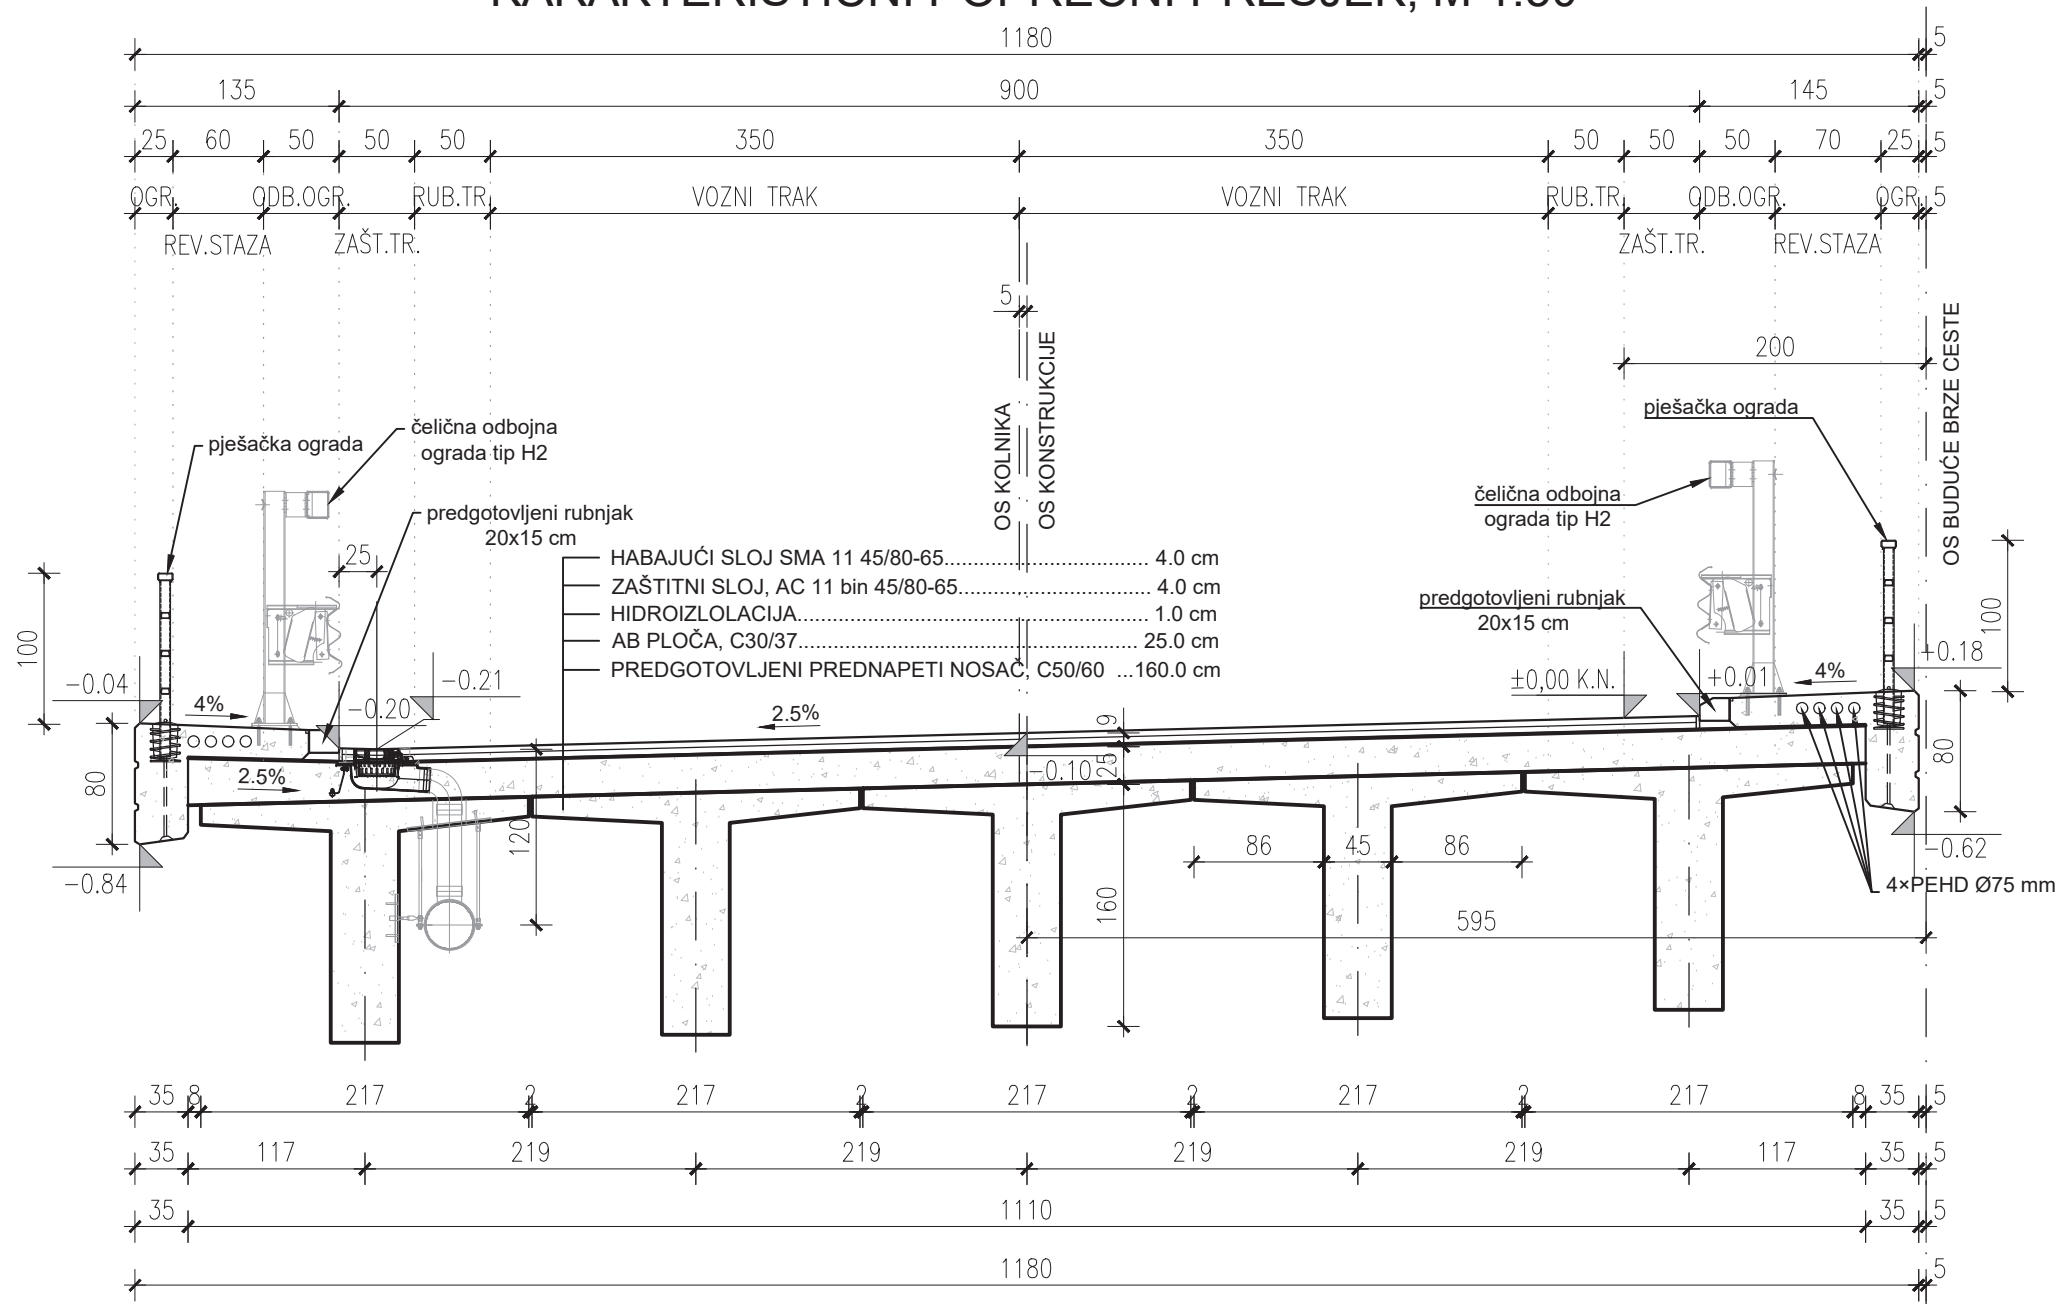 KARAKTERISTIČNI POPREČNI PRESJEK, M 1:50
1180 5
135 900 145 5
25 60 50 50 50 350 350 50 50 50 70 25 5
OGR. ODB.OGR. RUB.TR. VOZNI TRAK VOZNI TRAK RUB.TR. ODB.OGR. OGR. 5
REV.STAZA ZAŠT.TR. ZAŠT.TR. REV.STAZA
5
OS KOLNIKA
OS KONSTRUKCIJE
200
OS BUDUĆE BRZE CESTE
pješačka ograda
čelična odbojna
ograda tip H2
predgotovljeni rubnjak
20x15 cm
25
pješačka ograda
čelična odbojna
ograda tip H2
predgotovljeni rubnjak
20x15 cm
HABAJUĆI SLOJ SMA 11 45/80-65.................................. 4.0 cm
ZAŠTITNI SLOJ, AC 11 bin 45/80-65................................ 4.0 cm
HIDROIZLOLACIJA........................................................... 1.0 cm
AB PLOČA, C30/37.......................................................... 25.0 cm
PREDGOTOVLJENI PREDNAPETI NOSAČ, C50/60 ...160.0 cm
100
−0.04
4%
−0.20
−0.21
2.5%
±0,00 K.N.
+0.01
4%
+0.18
100
80
2.5%
−0.84
120
9
25
−0.10
160
86 45 86
595
80
−0.62
4×PEHD Ø75 mm
35 8 217 2 217 2 217 2 217 2 217 8 35 5
35 117 219 219 219 219 117 35 5
35 1110 35 5
1180 5